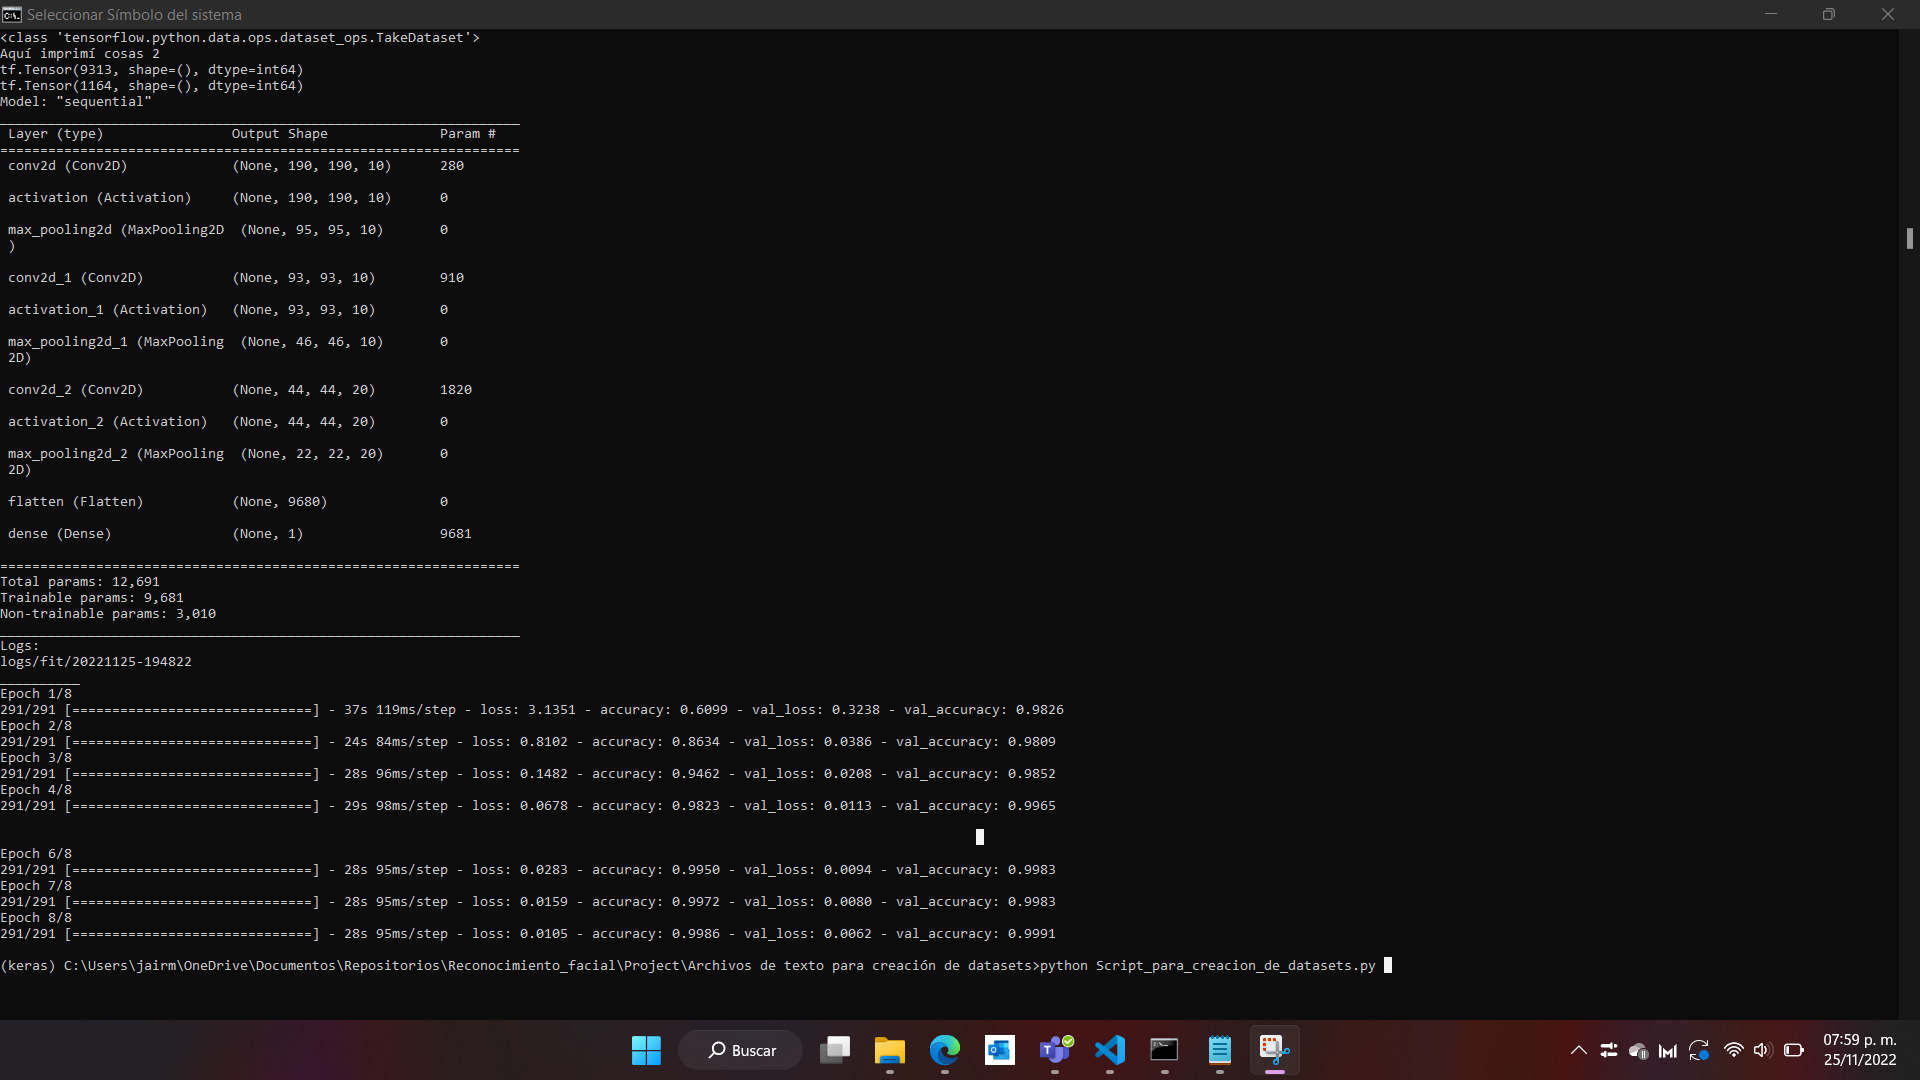 Seleccionar Símbolo del sistema
<class 'tensorflow.python.data.ops.dataset_ops.TakeDataset'>
Aquí imprimí cosas 2
tf.Tensor(9313, shape=(), dtype=int64)
tf.Tensor(1164, shape=(), dtype=int64)
Model: "sequential"
_________________________________________________________________
Layer (type) Output Shape Param #
=================================================================
conv2d (Conv2D) (None, 190, 190, 10) 280
activation (Activation) (None, 190, 190, 10) 0
max_pooling2d (MaxPooling2D (None, 95, 95, 10) 0
)
conv2d_1 (Conv2D) (None, 93, 93, 10) 910
activation_1 (Activation) (None, 93, 93, 10) 0
max_pooling2d_1 (MaxPooling (None, 46, 46, 10) 0
2D)
conv2d_2 (Conv2D) (None, 44, 44, 20) 1820
activation_2 (Activation) (None, 44, 44, 20) 0
max_pooling2d_2 (MaxPooling (None, 22, 22, 20) 0
2D)
flatten (Flatten) (None, 9680) 0
dense (Dense) (None, 1) 9681
=================================================================
Total params: 12,691
Trainable params: 9,681
Non-trainable params: 3,010
_________________________________________________________________
Logs:
logs/fit/20221125-194822
__________
Epoch 1/8
291/291 [==============================] - 37s 119ms/step - loss: 3.1351 - accuracy: 0.6099 - val_loss: 0.3238 - val_accuracy: 0.9826
Epoch 2/8
291/291 [==============================] - 24s 84ms/step - loss: 0.8102 - accuracy: 0.8634 - val_loss: 0.0386 - val_accuracy: 0.9809
Epoch 3/8
291/291 [==============================] - 28s 96ms/step - loss: 0.1482 - accuracy: 0.9462 - val_loss: 0.0208 - val_accuracy: 0.9852
Epoch 4/8
291/291 [==============================] - 29s 98ms/step - loss: 0.0678 - accuracy: 0.9823 - val_loss: 0.0113 - val_accuracy: 0.9965
Epoch 6/8
291/291 [==============================] - 28s 95ms/step - loss: 0.0283 - accuracy: 0.9950 - val_loss: 0.0094 - val_accuracy: 0.9983
Epoch 7/8
291/291 [==============================] - 28s 95ms/step - loss: 0.0159 - accuracy: 0.9972 - val_loss: 0.0080 - val_accuracy: 0.9983
Epoch 8/8
291/291 [==============================] - 28s 95ms/step - loss: 0.0105 - accuracy: 0.9986 - val_loss: 0.0062 - val_accuracy: 0.9991
(keras) C:\Users\jairm\OneDrive\Documentos\Repositorios\Reconocimiento_facial\Project\Archivos de texto para creación de datasets>python Script_para_creacion_de_datasets.py
Buscar
07:59 p. m.
25/11/2022